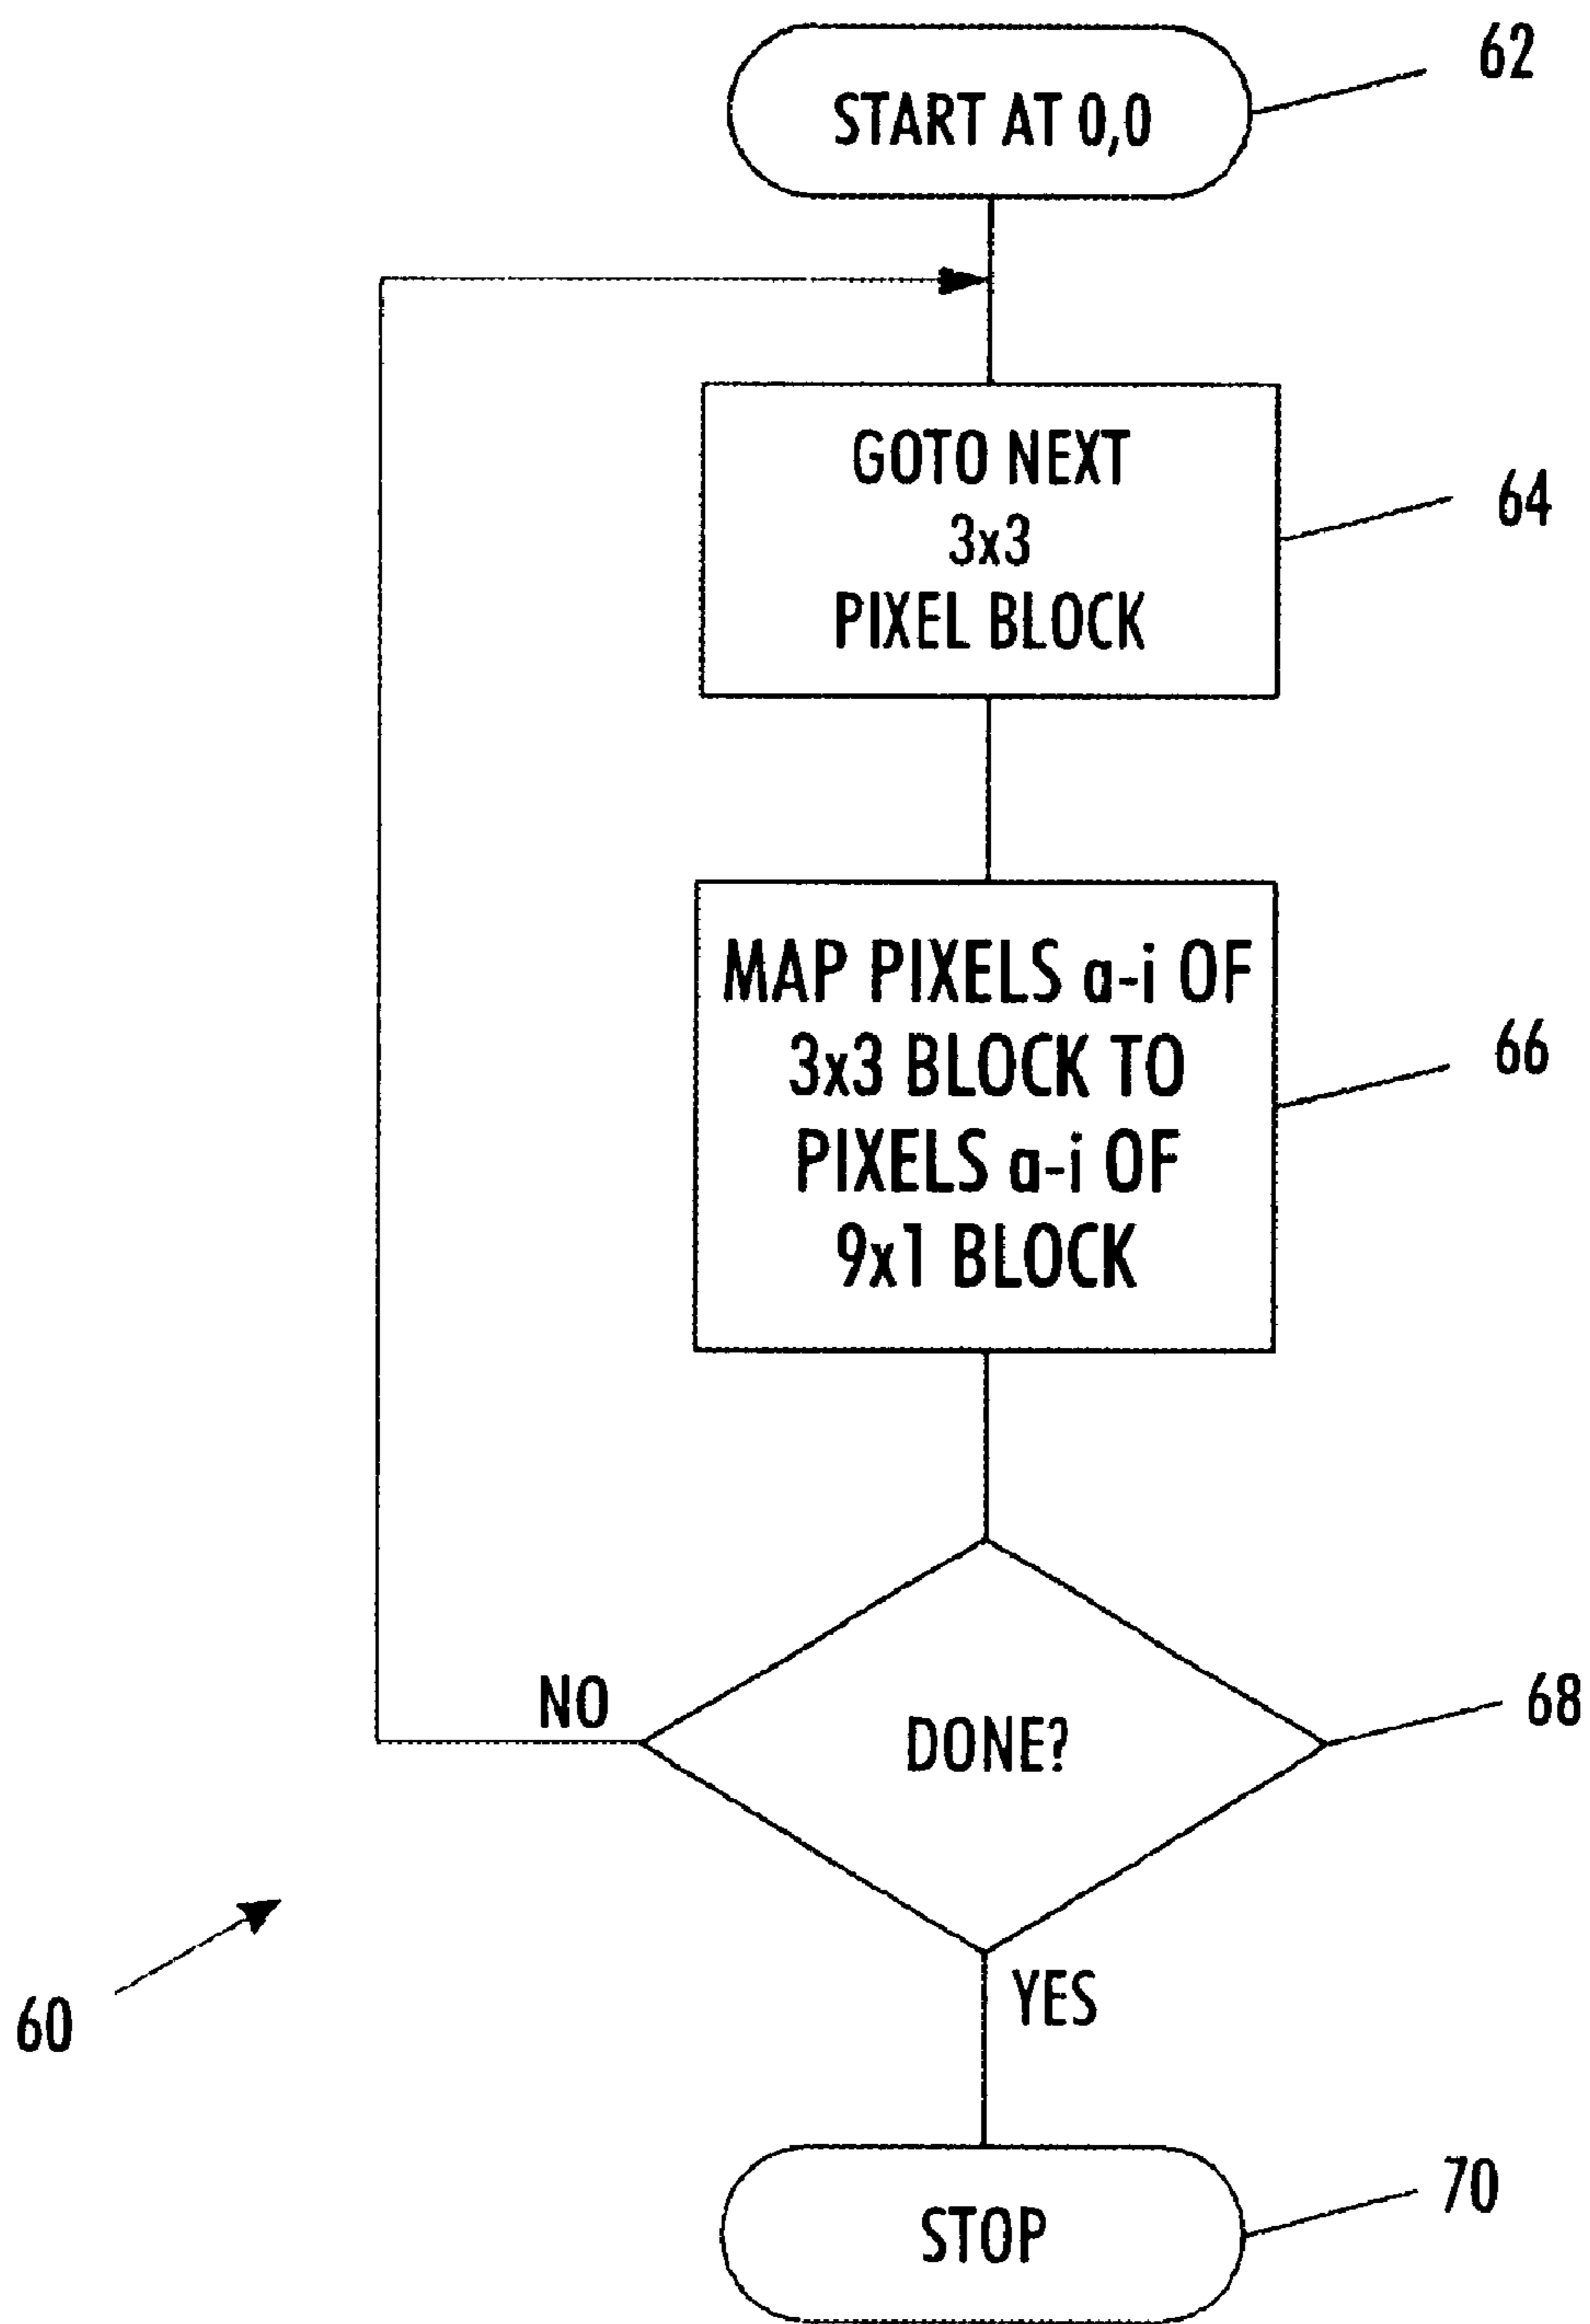 62
START AT 0,0
GOTO NEXT
3x3
PIXEL BLOCK
64
MAP PIXELS a-i OF
3x3 BLOCK TO
PIXELS a-i OF
9x1 BLOCK
66
NO
DONE?
68
YES
60
STOP
70